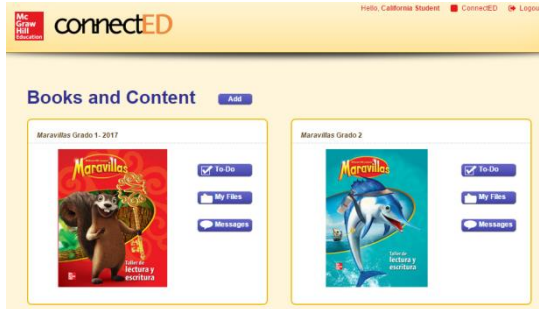 Hello, California Student ConnectED Logou
Mc
Graw
Hill
Education
connectED
Books and Content Add
Maravillas Grado 1- 2017
Maravillas
To-Do
My Files
Messages
Taller de
lectura y
escritura
Maravillas Grado 2
Maravillas
To-Do
My Files
Messages
Taller de
lectura y
escritura